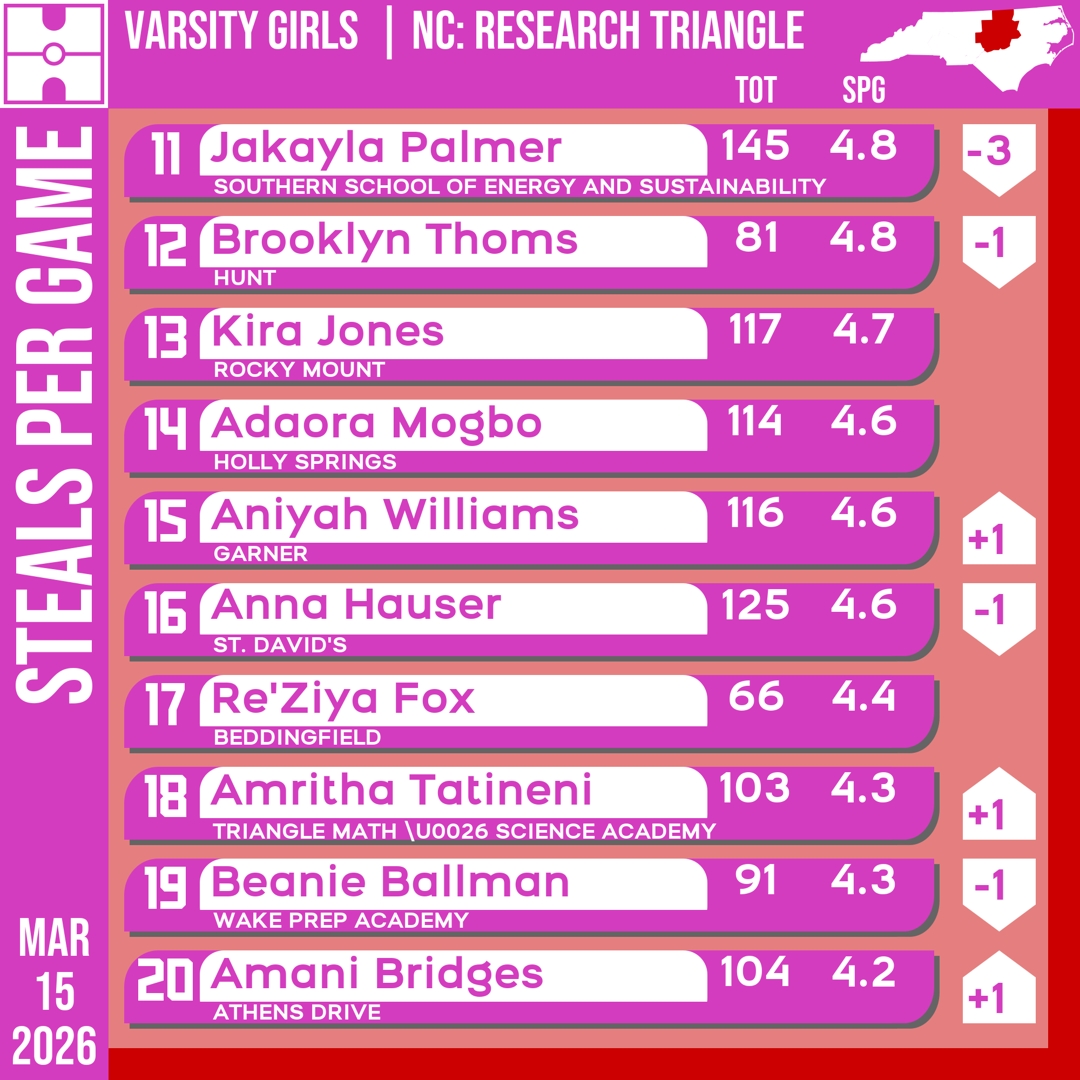 VARSITY GIRLS | NC: RESEARCH TRIANGLE
TOT SPG
STEALS PER GAME
11 Jakayla Palmer 145 4.8 -3
SOUTHERN SCHOOL OF ENERGY AND SUSTAINABILITY
12 Brooklyn Thoms 81 4.8 -1
HUNT
13 Kira Jones 117 4.7
ROCKY MOUNT
14 Adaora Mogbo 114 4.6
HOLLY SPRINGS
15 Aniyah Williams 116 4.6 +1
GARNER
16 Anna Hauser 125 4.6 -1
ST. DAVID'S
17 Re'Ziya Fox 66 4.4
BEDDINGFIELD
18 Amritha Tatineni 103 4.3 +1
TRIANGLE MATH \U0026 SCIENCE ACADEMY
19 Beanie Ballman 91 4.3 -1
WAKE PREP ACADEMY
20 Amani Bridges 104 4.2 +1
ATHENS DRIVE
MAR
15
2026